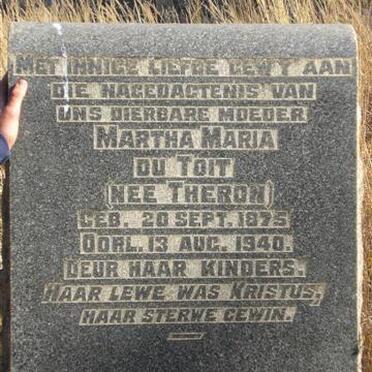 MET INNIGE LIEFDE GEWY AAN
DIE NAGEDAGTENIS VAN
ONS DIERBARE MOEDER
MARTHA MARIA
DU TOIT
(NEE THERON)
GEB. 20 SEPT. 1875
OORL. 13 AUG. 1940.
DEUR HAAR KINDERS.
HAAR LEWE WAS KRISTUS,
HAAR STERWE GEWIN.